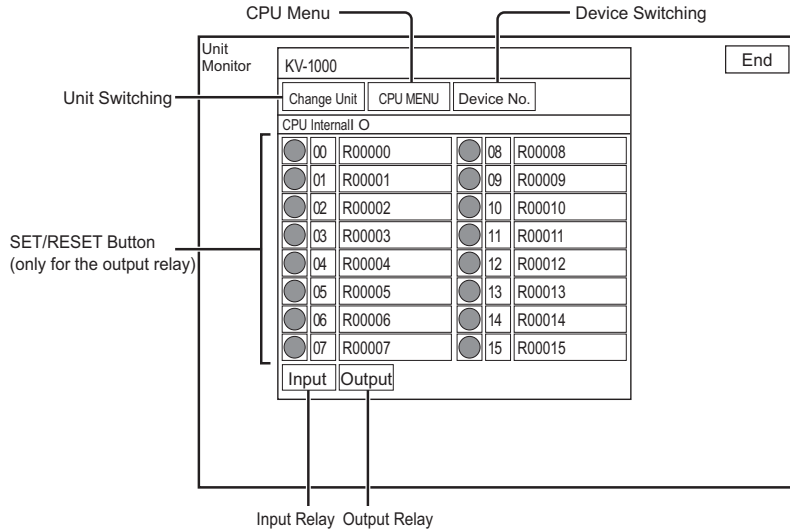 CPU Menu
Device Switching
Unit
Monitor
KV-1000
End
Unit Switching
Change Unit
CPU MENU
Device No.
CPU InternalI O
00 R00000 08 R00008
01 R00001 09 R00009
02 R00002 10 R00010
03 R00003 11 R00011
04 R00004 12 R00012
05 R00005 13 R00013
06 R00006 14 R00014
07 R00007 15 R00015
SET/RESET Button
(only for the output relay)
Input Output
Input Relay Output Relay